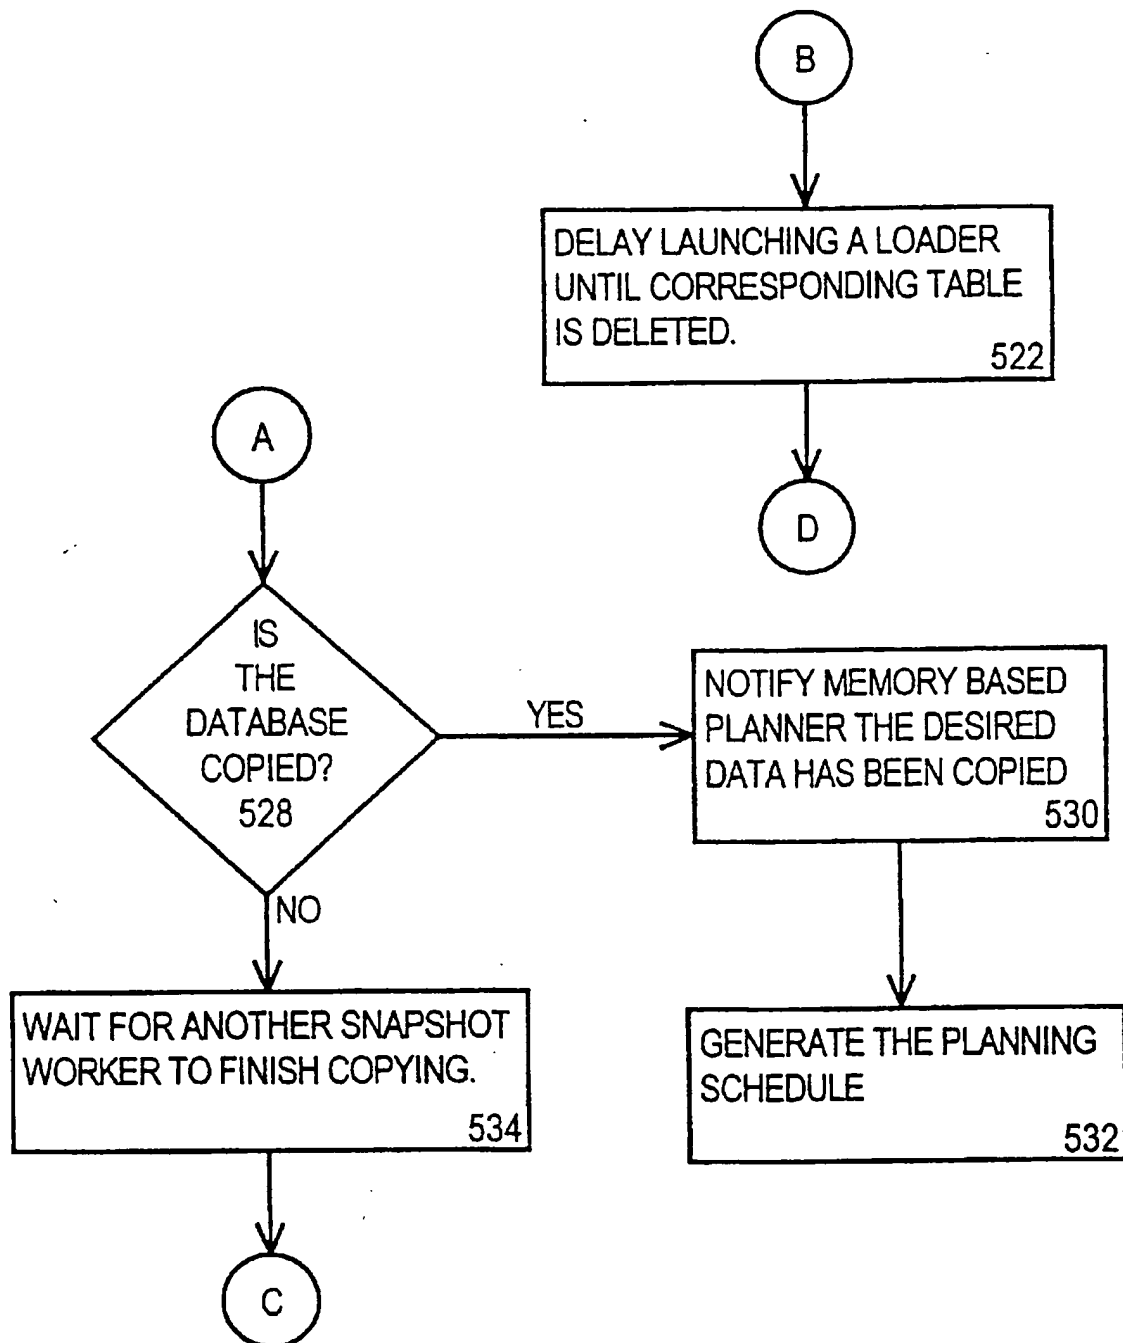 B
DELAY LAUNCHING A LOADER
UNTIL CORRESPONDING TABLE
IS DELETED.
522
D
A
IS
THE
DATABASE
COPIED?
528
YES
NOTIFY MEMORY BASED
PLANNER THE DESIRED
DATA HAS BEEN COPIED
530
NO
WAIT FOR ANOTHER SNAPSHOT
WORKER TO FINISH COPYING.
534
GENERATE THE PLANNING
SCHEDULE
532
C